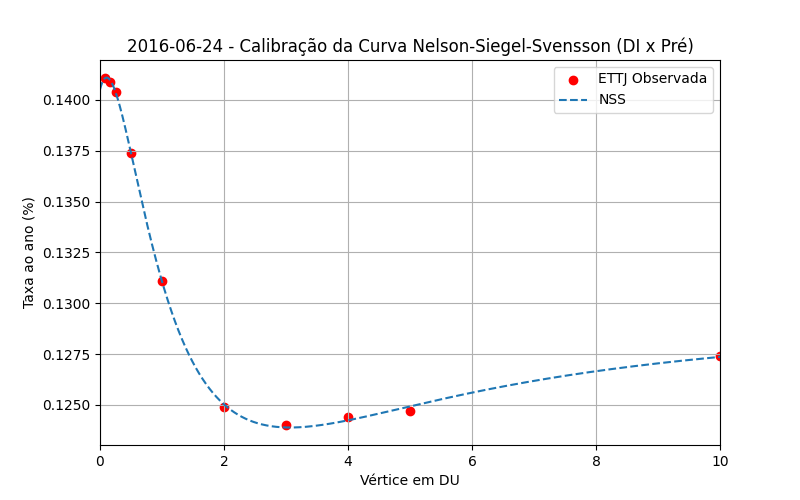 2016-06-24 - Calibração da Curva Nelson-Siegel-Svensson (DI x Pré)
ETTJ Observada
NSS
Taxa ao ano (%)
0.1400
0.1375
0.1350
0.1325
0.1300
0.1275
0.1250
0 2 4 6 8 10
Vértice em DU